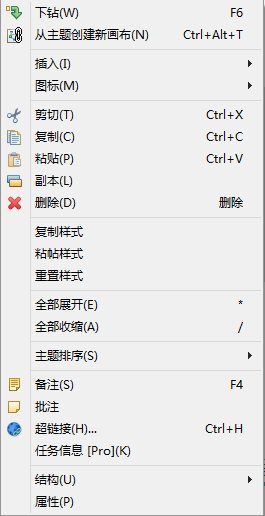 下钻(W) F6
从主题创建新画布(N) Ctrl+Alt+T
插入(I)
图标(M)
剪切(T) Ctrl+X
复制(C) Ctrl+C
粘贴(P) Ctrl+V
副本(L)
删除(D) 删除
复制样式
粘帖样式
重置样式
全部展开(E) *
全部收缩(A) /
主题排序(S)
备注(S) F4
批注
超链接(H)... Ctrl+H
任务信息 [Pro](K)
结构(U)
属性(P)